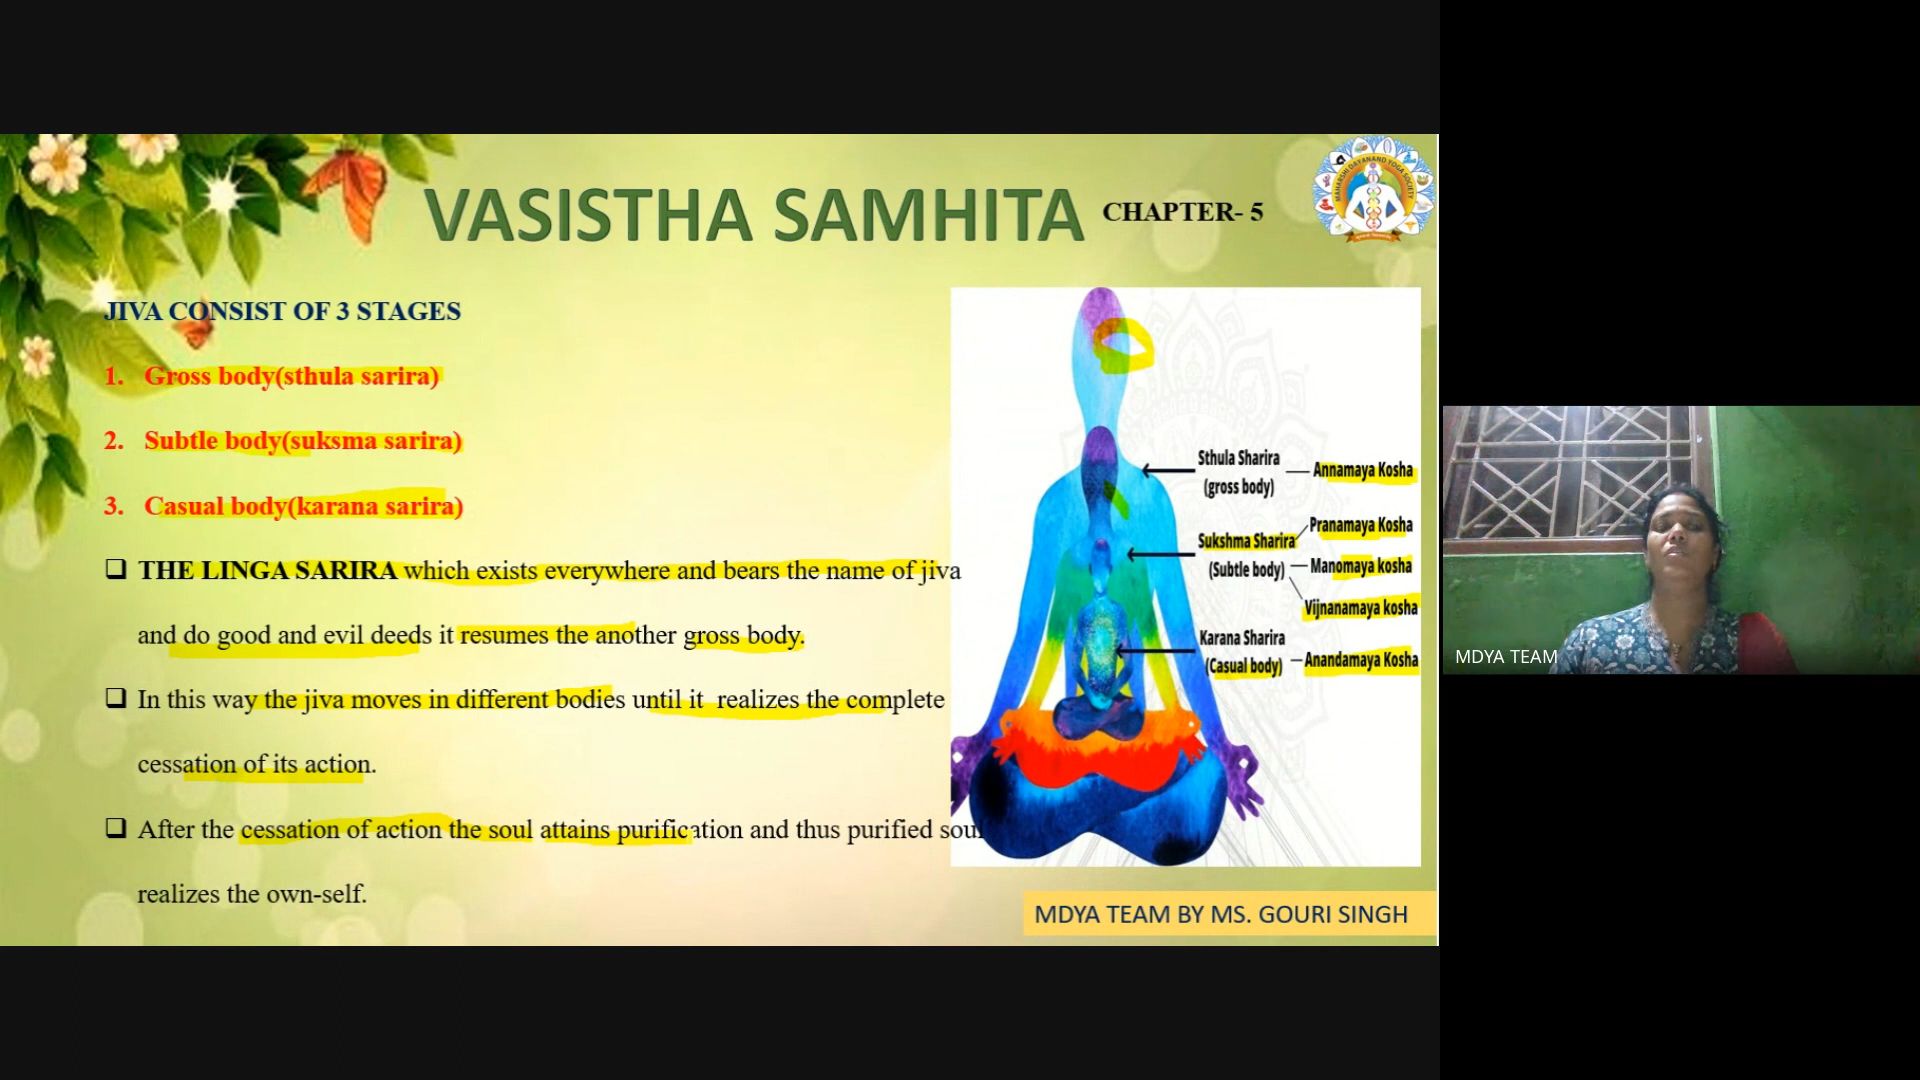 VASISTHA SAMHITA CHAPTER- 5
MAHARSHI DAYANAND YOGA SOCIETY
JIVA CONSIST OF 3 STAGES
1. Gross body(sthula sarira)
2. Subtle body(suksma sarira)
3. Casual body(karana sarira)
THE LINGA SARIRA which exists everywhere and bears the name of jiva
and do good and evil deeds it resumes the another gross body.
In this way the jiva moves in different bodies until it realizes the complete
cessation of its action.
After the cessation of action the soul attains purification and thus purified soul
realizes the own-self.
Sthula Sharira
(gross body)
Annamaya Kosha
Sukshma Sharira
(Subtle body)
Pranamaya Kosha
Manomaya kosha
Vijnanamaya kosha
Karana Sharira
(Casual body)
Anandamaya Kosha
MDYA TEAM BY MS. GOURI SINGH
MDYA TEAM